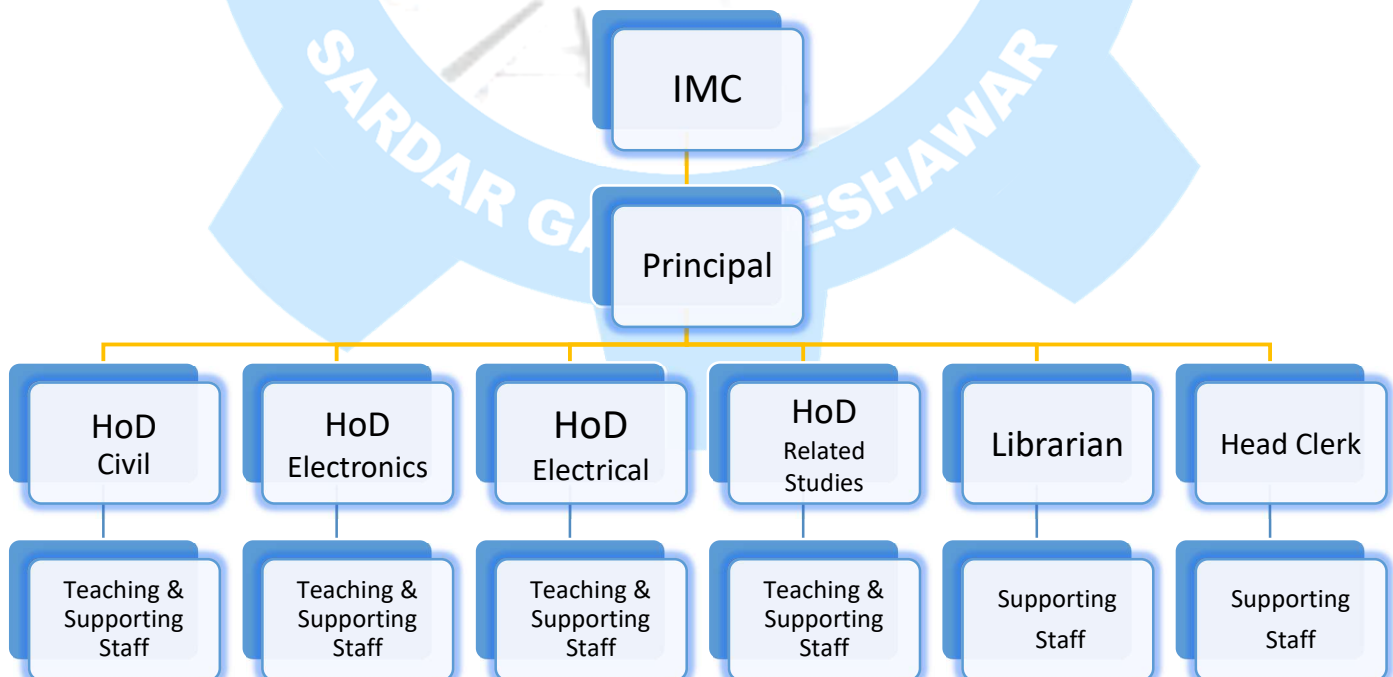 IMC
SARDAR GA
ESHAWAR
Principal
HoD
Civil
HoD
Electronics
HoD
Electrical
HoD
Related
Studies
Librarian
Head Clerk
Teaching &
Supporting
Staff
Teaching &
Supporting
Staff
Teaching &
Supporting
Staff
Teaching &
Supporting
Staff
Supporting
Staff
Supporting
Staff